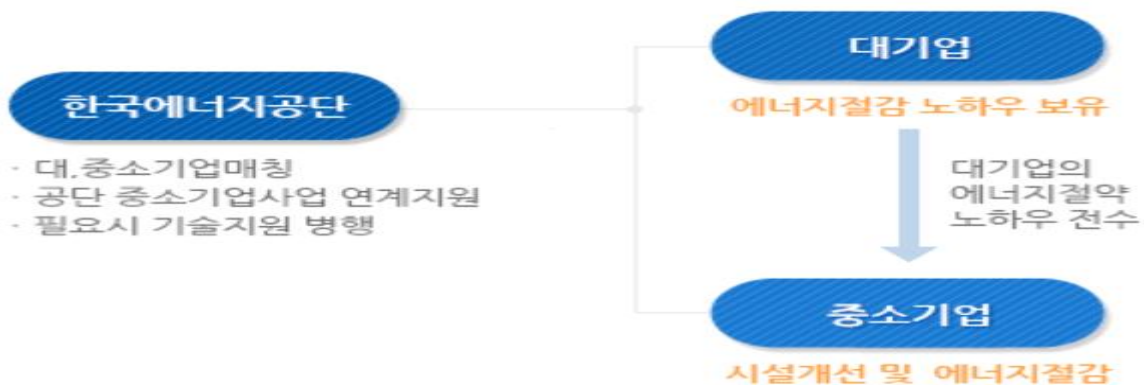 한국에너지공단
· 대,중소기업매칭
· 공단 중소기업사업 연계지원
· 필요시 기술지원 병행
대기업
에너지절감 노하우 보유
대기업의
에너지절약
노하우 전수
중소기업
시설개선 및 에너지절감